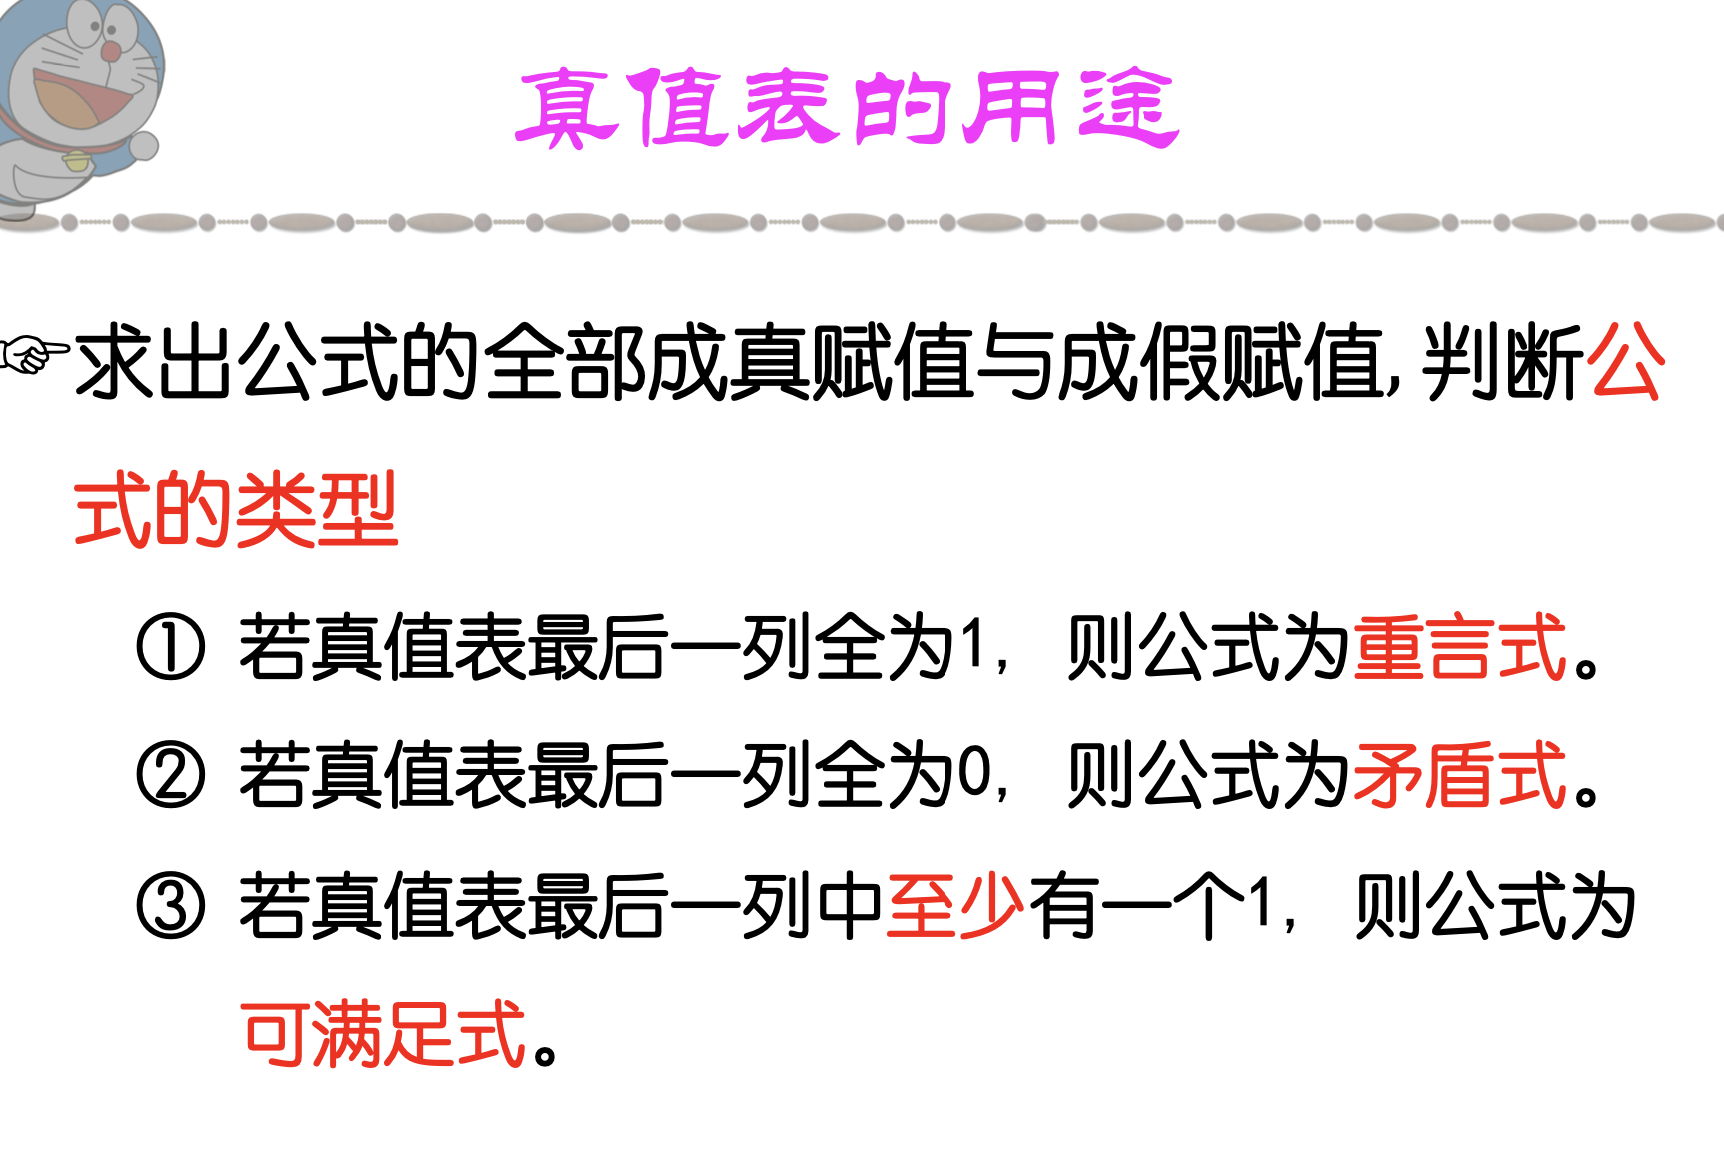 真值表的用途
☞求出公式的全部成真赋值与成假赋值,判断公
式的类型
① 若真值表最后一列全为1, 则公式为重言式。
② 若真值表最后一列全为0, 则公式为矛盾式。
③ 若真值表最后一列中至少有一个1, 则公式为
可满足式。